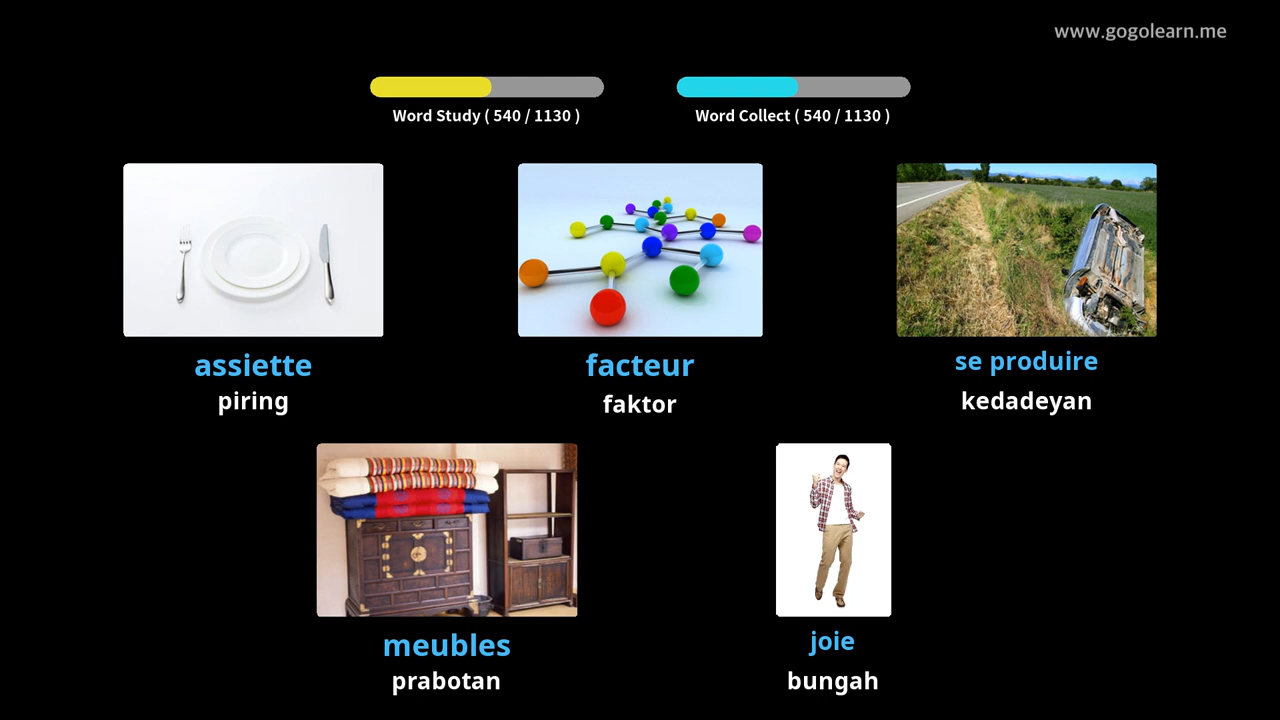 www.gogolearn.me
Word Study ( 540 / 1130 )
Word Collect ( 540 / 1130 )
assiette
piring
facteur
faktor
se produire
kedadeyan
meubles
prabotan
joie
bungah